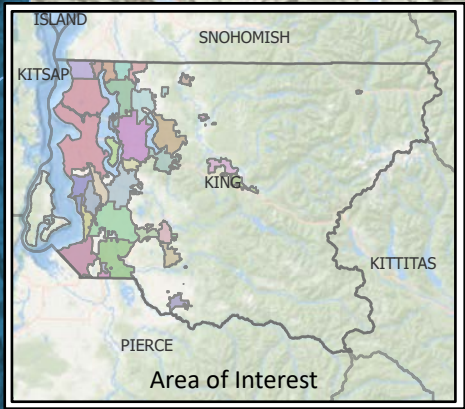 ISLAND
SNOHOMISH
KITSAP
KING
KITTITAS
PIERCE
Area of Interest